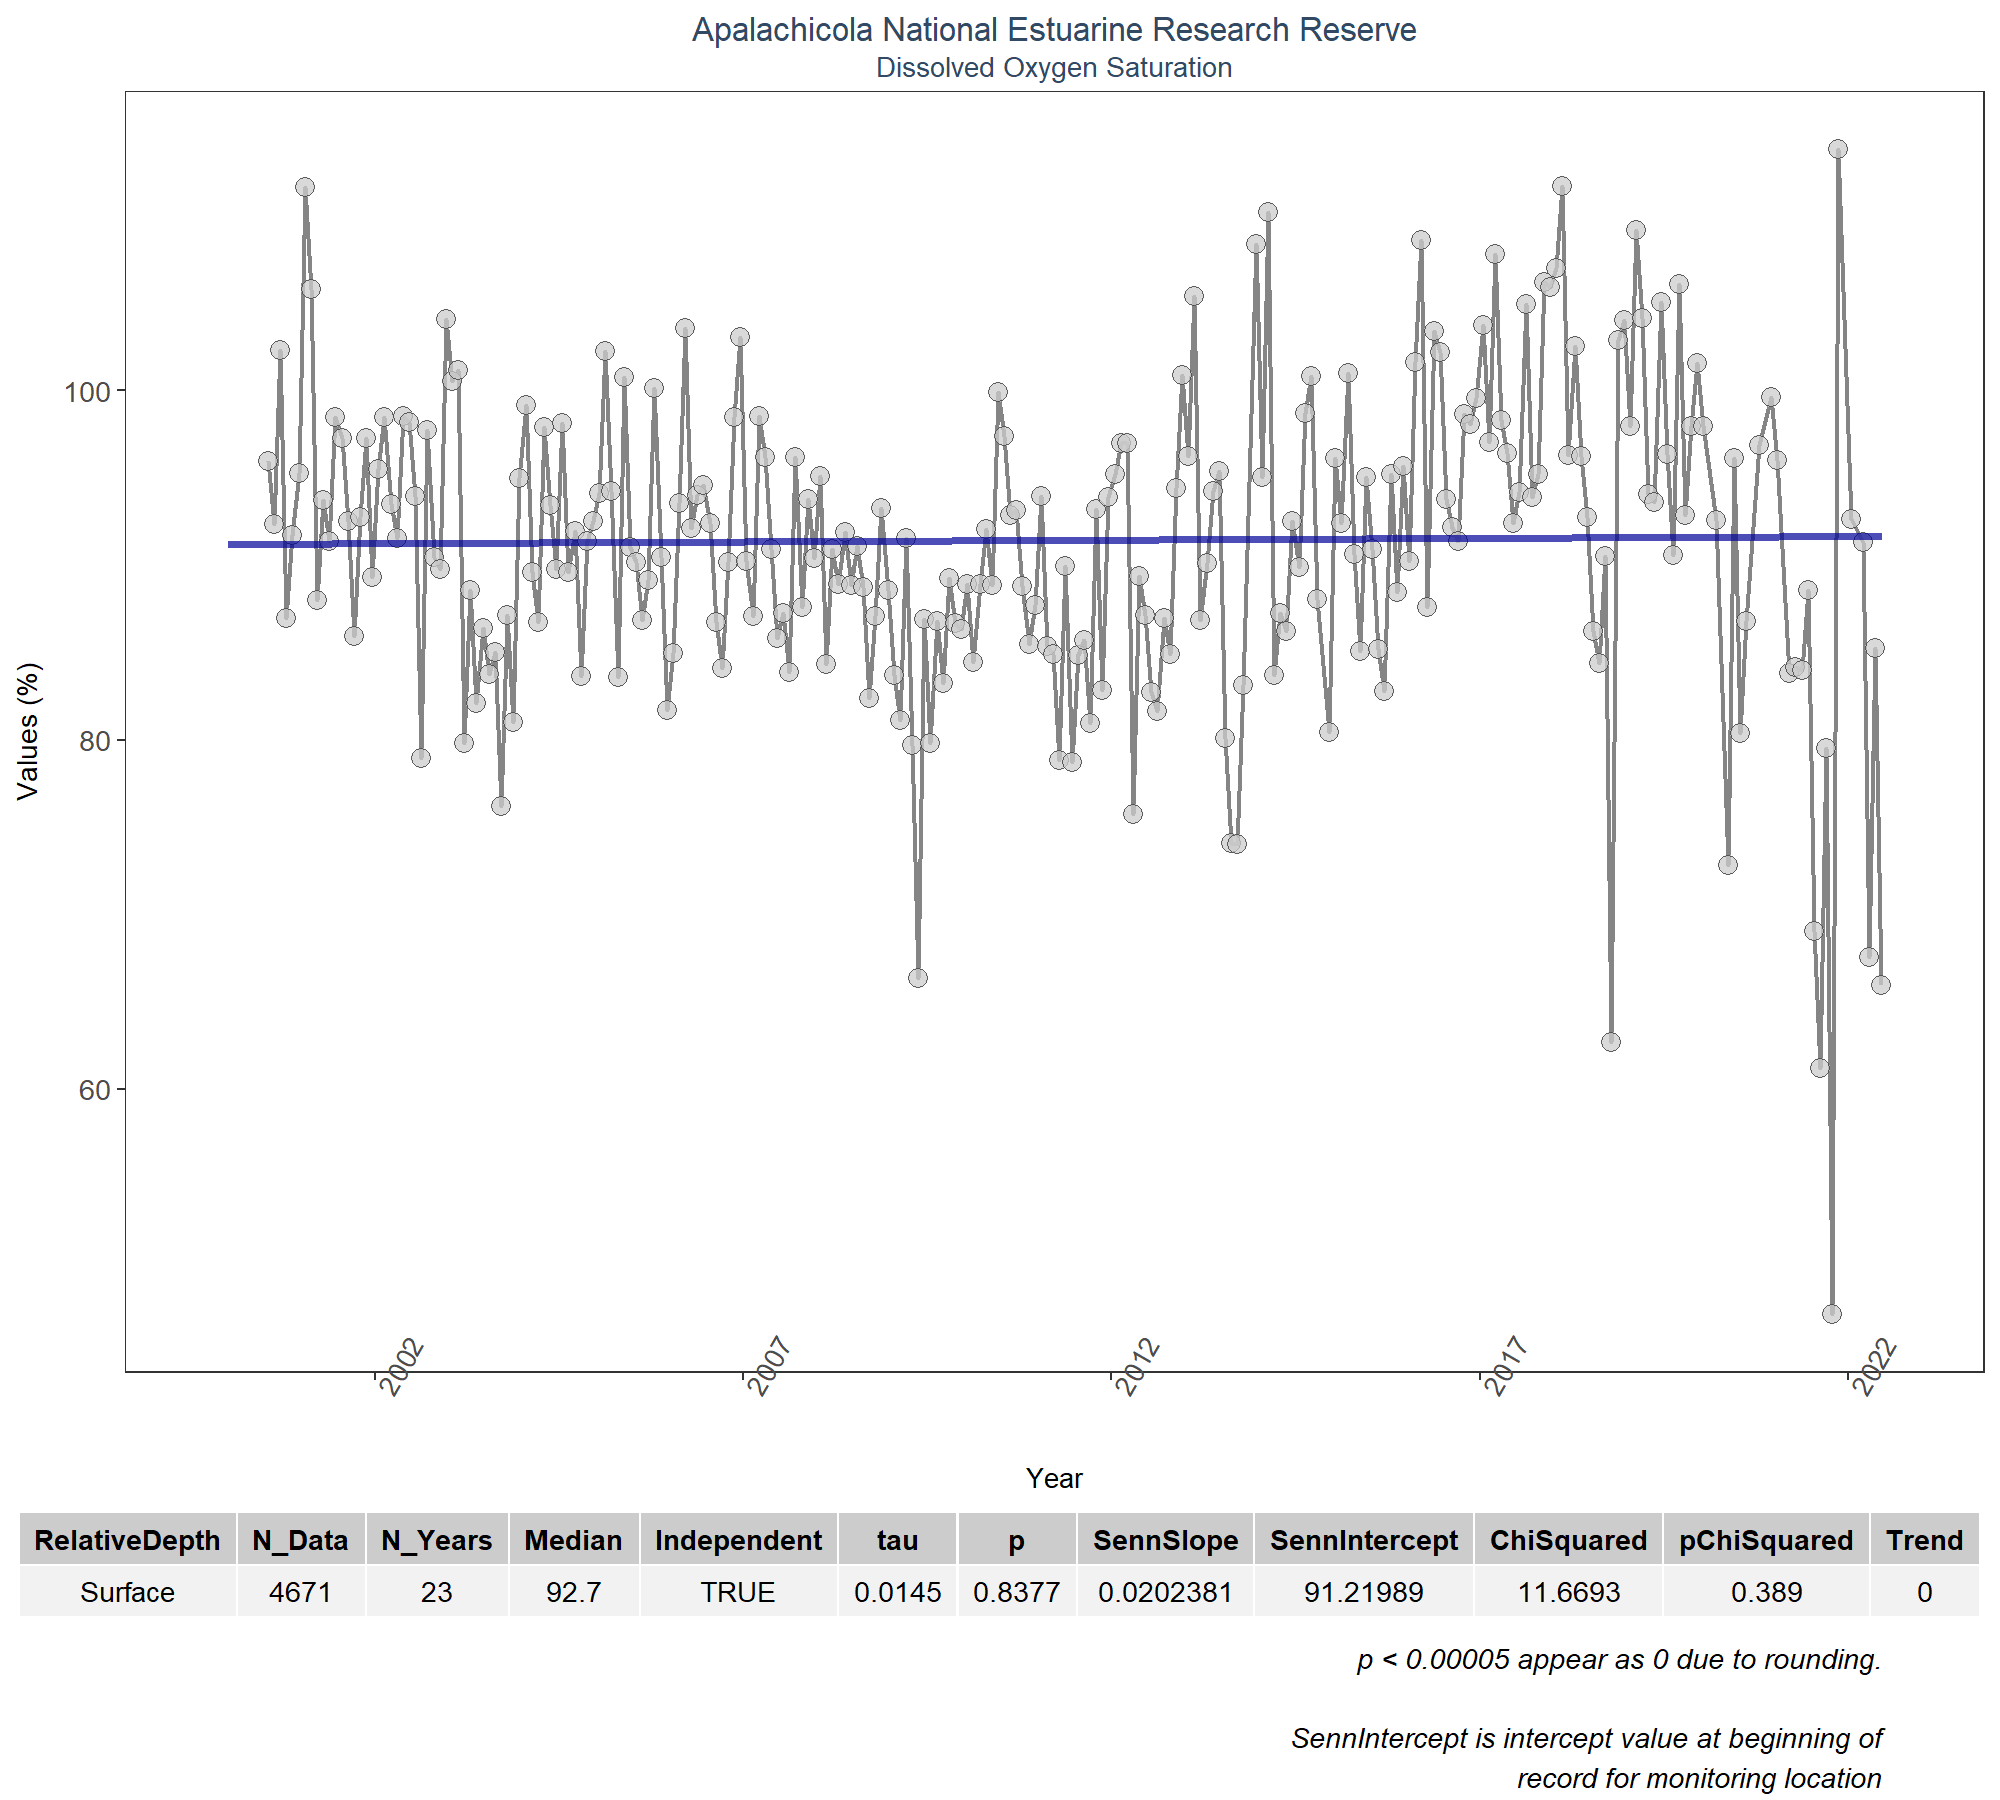 Apalachicola National Estuarine Research Reserve
Dissolved Oxygen Saturation
Values (%)
100
80
60
2002 2007 2012 2017 2022
Year
RelativeDepth N_Data N_Years Median Independent tau p SennSlope SennIntercept ChiSquared pChiSquared Trend
Surface 4671 23 92.7 TRUE 0.0145 0.8377 0.0202381 91.21989 11.6693 0.389 0
p < 0.00005 appear as 0 due to rounding.
SennIntercept is intercept value at beginning of
record for monitoring location